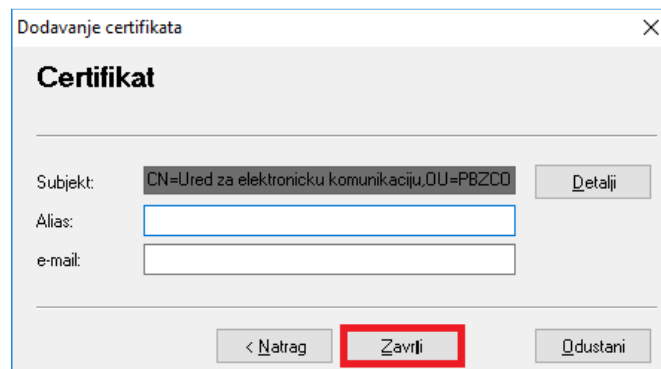 Dodavanje certifikata
Certifikat
Subjekt: CN=Ured za elektronicku komunikaciju,OU=PBZCO Detalji
Alias:
e-mail:
< Natrag Završi Odustani